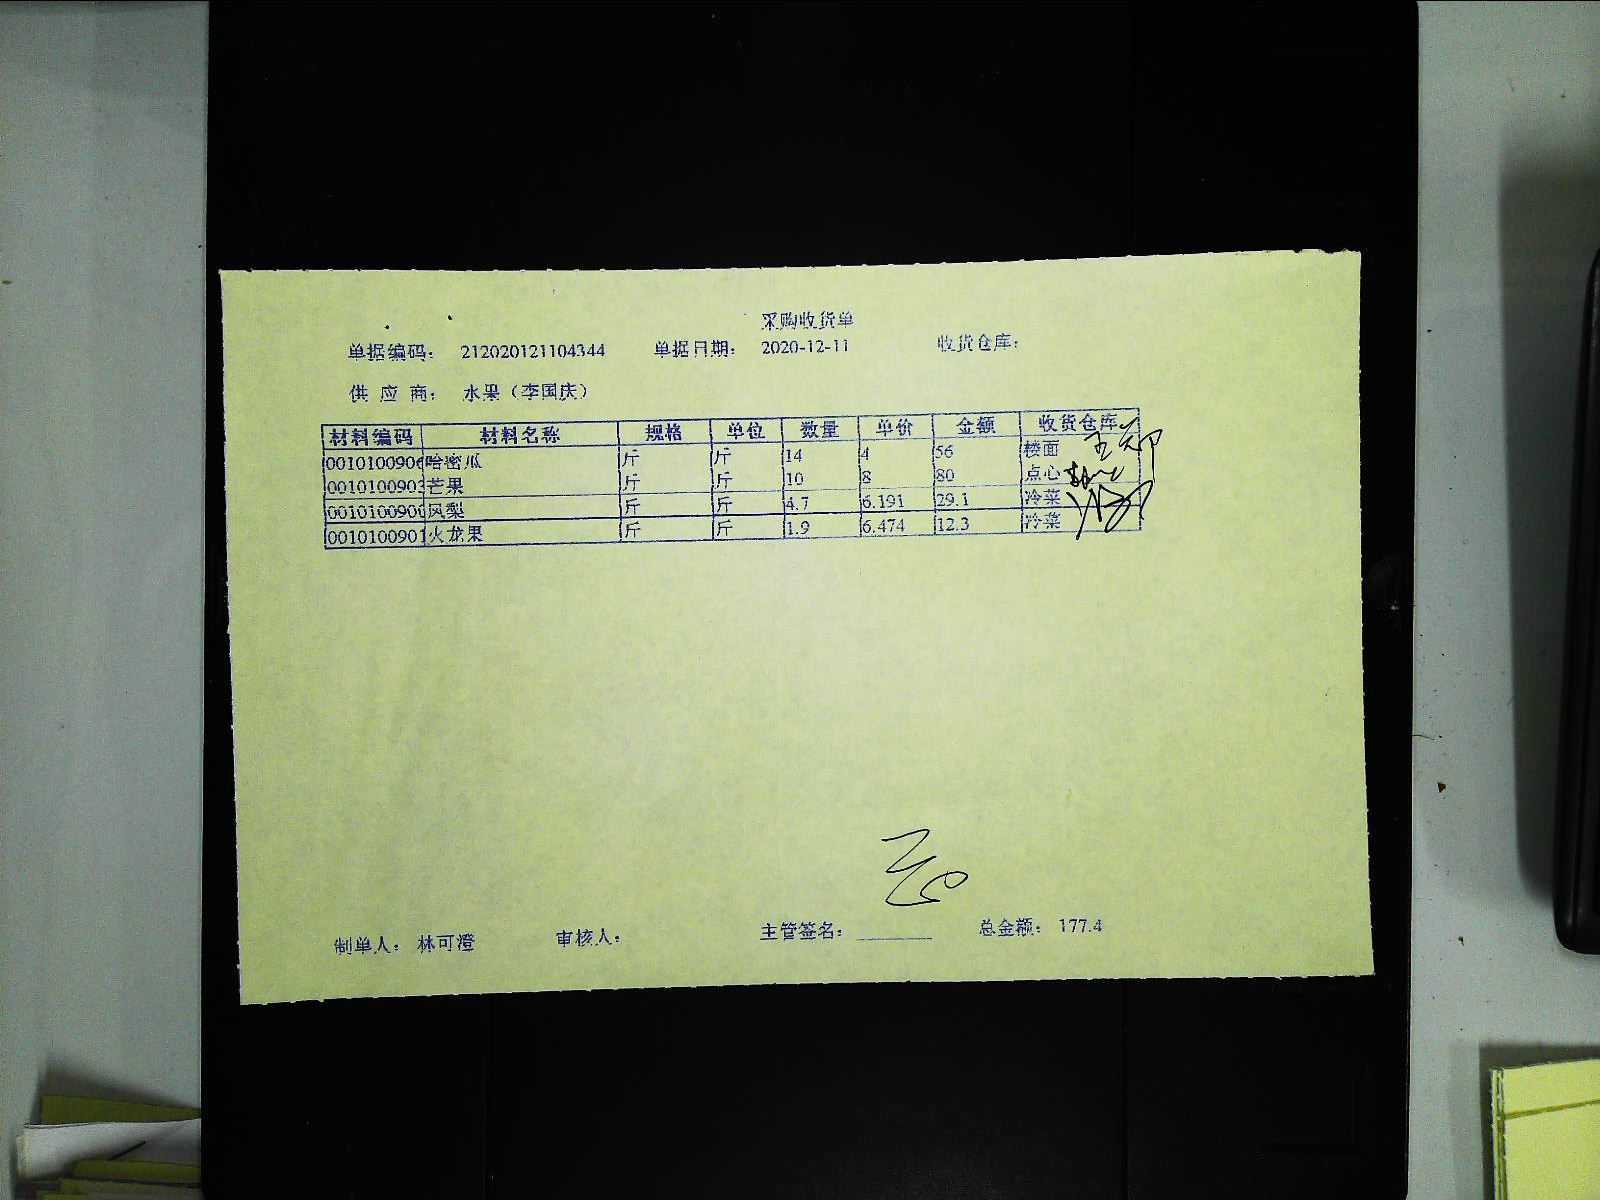 采购收货单
单据编码： 212020121104344 单据日期： 2020-12-11 收货仓库：
供 应 商： 水果（李国庆）
材料编码 材料名称 规格 单位 数量 单价 金额 收货仓库
0010100906 哈密瓜 斤 斤 14 4 56 楼面
001010090 芒果 斤 斤 10 8 80 点心
001010090 凤梨 斤 斤 4.7 6.191 29.1 冷菜
0010100901 火龙果 斤 斤 1.9 6.474 12.3 冷菜
制单人： 林可澄 审核人： 主管签名： 总金额： 177.4